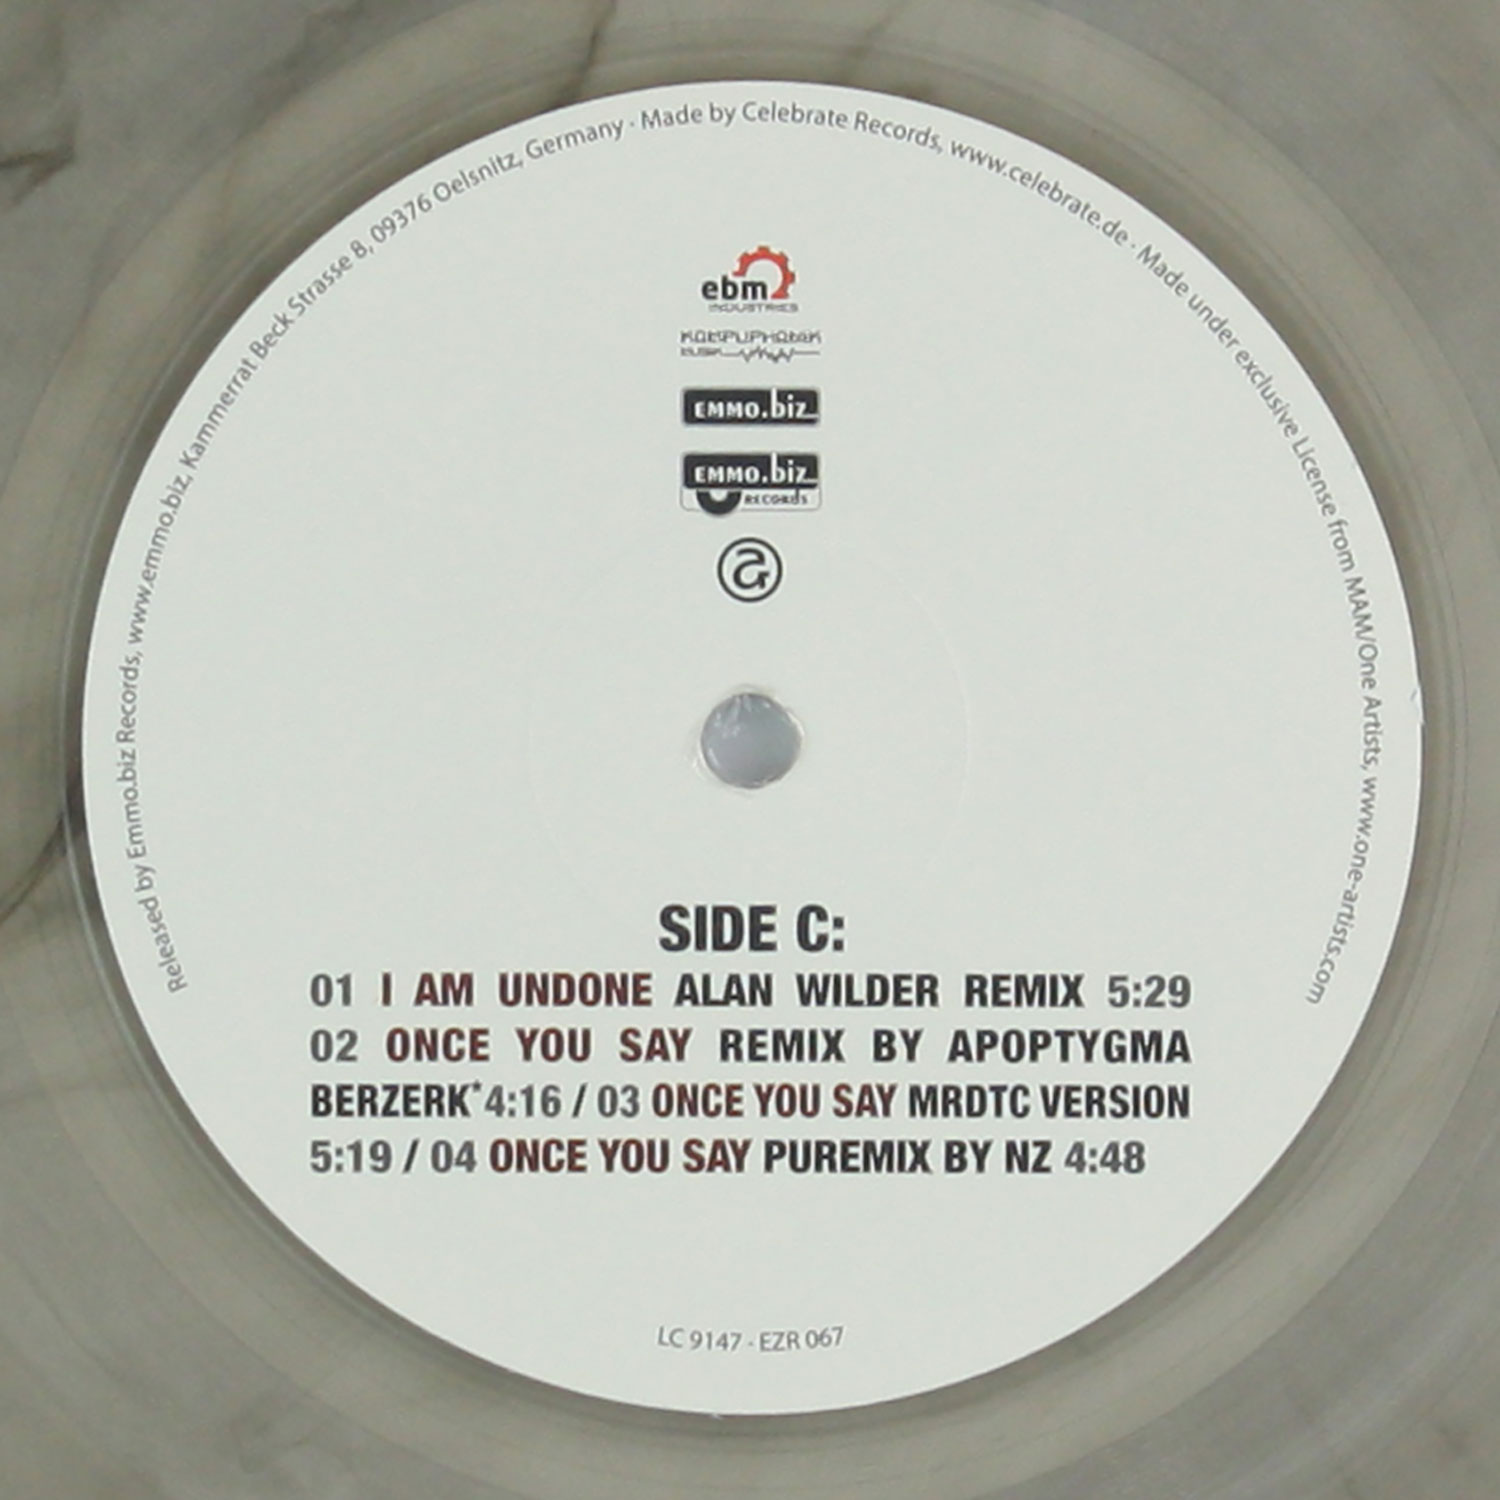 Released by Emmo.biz Records, www.emmo.biz, Kammerrat Beck Strasse 8, 09376 Oelsnitz, Germany · Made by Celebrate Records, www.celebrate.de · Made under exclusive License from MAM/One Artists, www.one-artists.com
ebm
INDUSTRIES
KOMPUPHONIK
MUSIK
EMMO.biz
EMMO.biz
RECORDS
SIDE C:
01 I AM UNDONE ALAN WILDER REMIX 5:29
02 ONCE YOU SAY REMIX BY APOPTYGMA
BERZERK* 4:16 / 03 ONCE YOU SAY MRDTC VERSION
5:19 / 04 ONCE YOU SAY PUREMIX BY NZ 4:48
LC 9147 - EZR 067